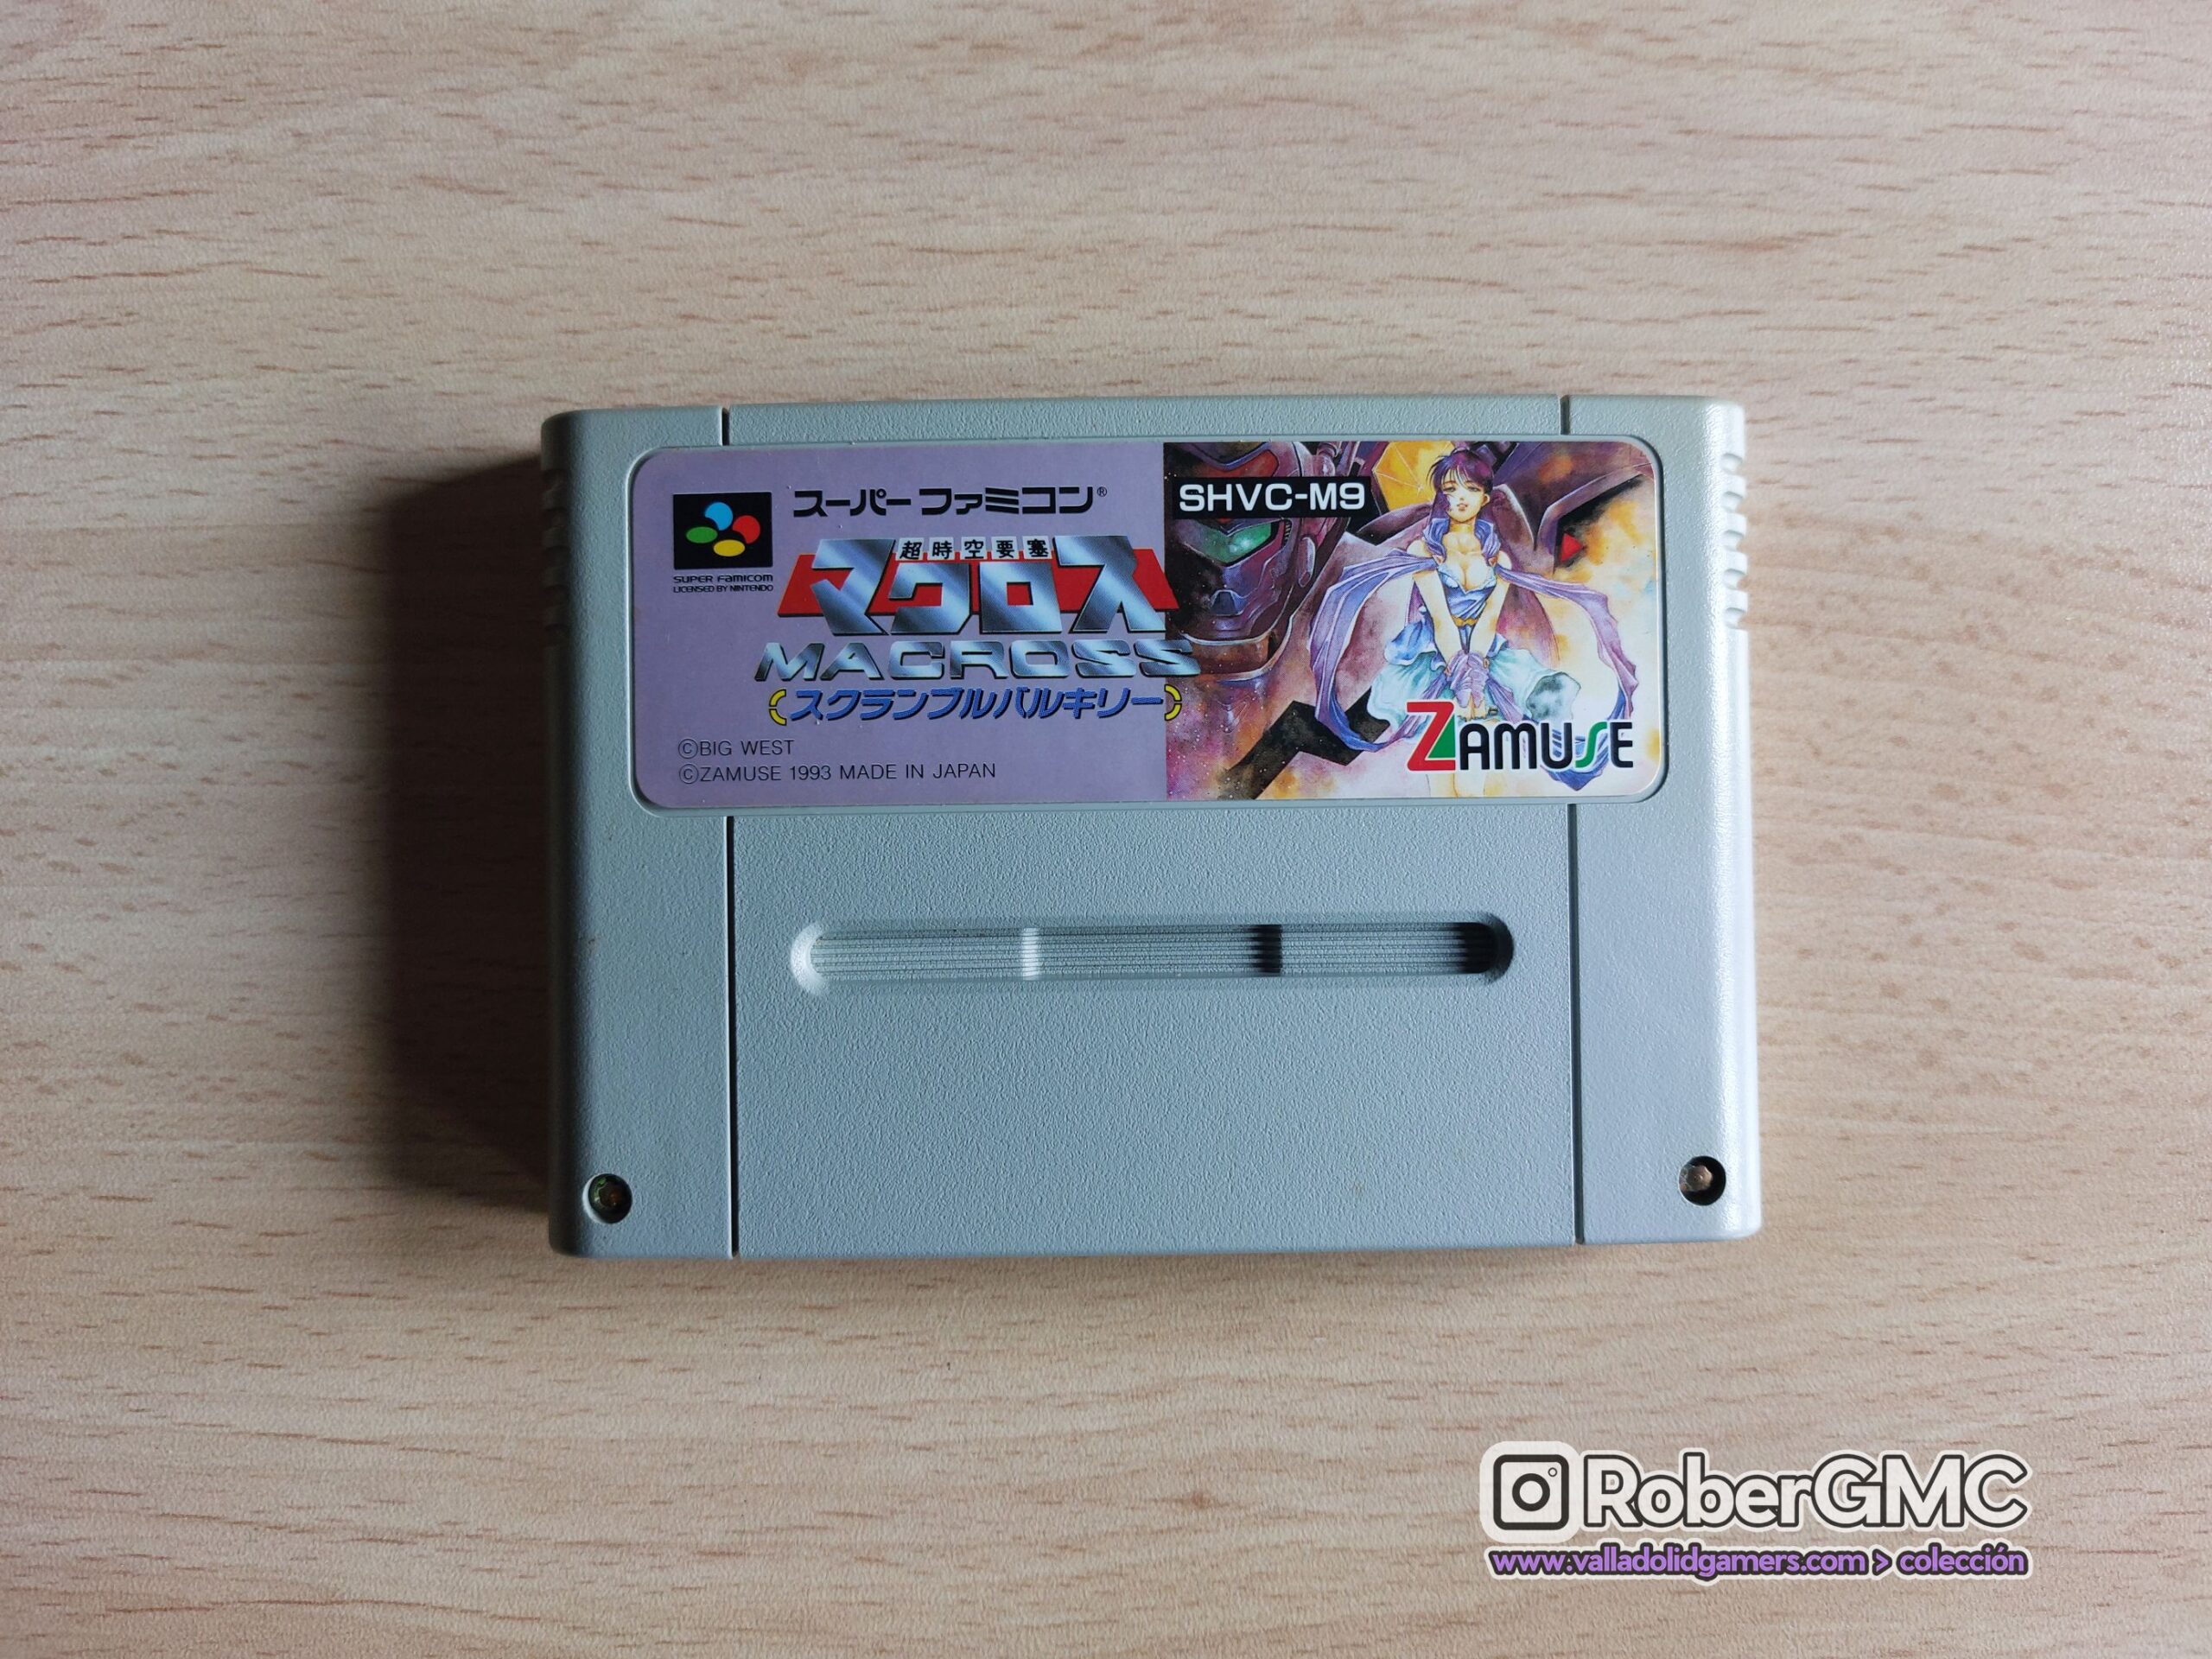 スーパーファミコン®
SUPER FAMICOM
LICENSED BY NINTENDO
超時空要塞
マクロス
MACROSS
スクランブルバルキリー
©BIG WEST
©ZAMUSE 1993 MADE IN JAPAN
SHVC-M9
ZAMUSE
RoberGMC
www.valladolidgamers.com > colección